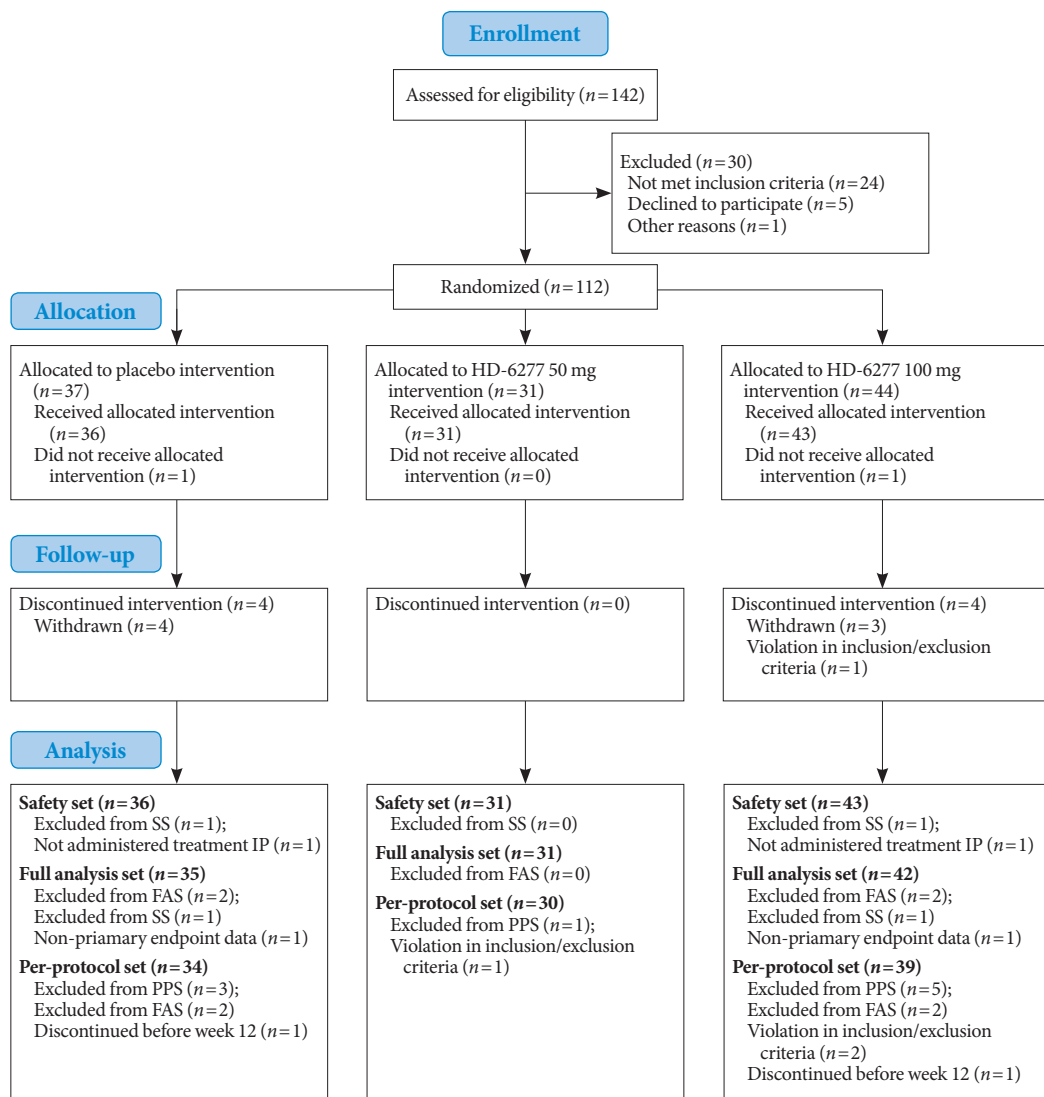 Enrollment
Assessed for eligibility (n=142)
Excluded (n=30)
Not met inclusion criteria (n=24)
Declined to participate (n=5)
Other reasons (n=1)
Randomized (n=112)
Allocation
Allocated to placebo intervention
(n=37)
Received allocated intervention
(n=36)
Did not receive allocated
intervention (n=1)
Allocated to HD-6277 50 mg
intervention (n=31)
Received allocated intervention
(n=31)
Did not receive allocated
intervention (n=0)
Allocated to HD-6277 100 mg
intervention (n=44)
Received allocated intervention
(n=43)
Did not receive allocated
intervention (n=1)
Follow-up
Discontinued intervention (n=4)
Withdrawn (n=4)
Discontinued intervention (n=0)
Discontinued intervention (n=4)
Withdrawn (n=3)
Violation in inclusion/exclusion
criteria (n=1)
Analysis
Safety set (n=36)
Excluded from SS (n=1);
Not administered treatment IP (n=1)
Full analysis set (n=35)
Excluded from FAS (n=2);
Excluded from SS (n=1)
Non-priamary endpoint data (n=1)
Per-protocol set (n=34)
Excluded from PPS (n=3);
Excluded from FAS (n=2)
Discontinued before week 12 (n=1)
Safety set (n=31)
Excluded from SS (n=0)
Full analysis set (n=31)
Excluded from FAS (n=0)
Per-protocol set (n=30)
Excluded from PPS (n=1);
Violation in inclusion/exclusion
criteria (n=1)
Safety set (n=43)
Excluded from SS (n=1);
Not administered treatment IP (n=1)
Full analysis set (n=42)
Excluded from FAS (n=2);
Excluded from SS (n=1)
Non-priamary endpoint data (n=1)
Per-protocol set (n=39)
Excluded from PPS (n=5);
Excluded from FAS (n=2)
Violation in inclusion/exclusion
criteria (n=2)
Discontinued before week 12 (n=1)